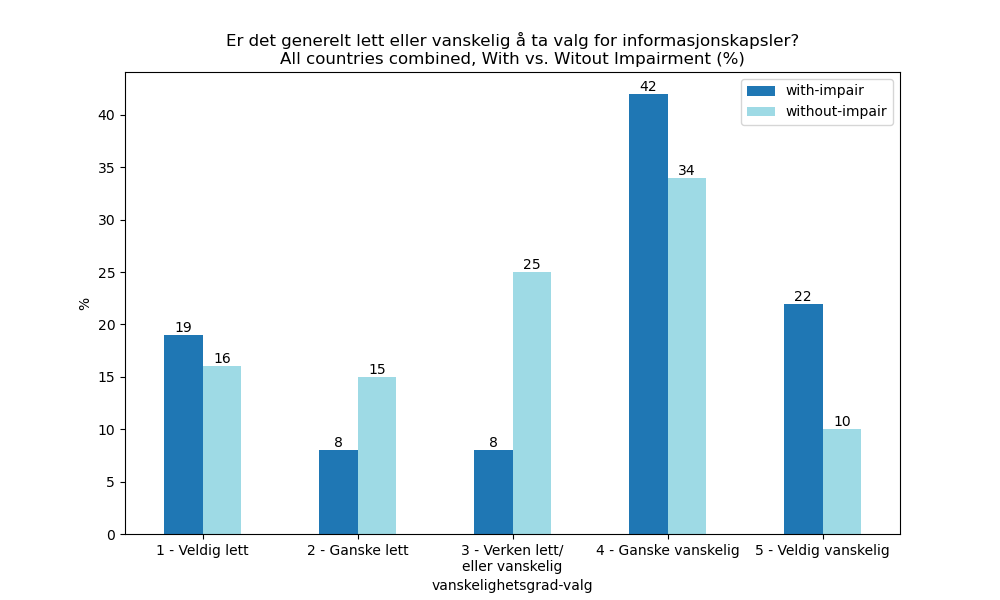 Er det generelt lett eller vanskelig å ta valg for informasjonskapsler?
All countries combined, With vs. Witout Impairment (%)
with-impair
without-impair
%
40
35
30
25
20
15
10
5
0
19
16
8
15
8
25
42
34
22
10
1 - Veldig lett
2 - Ganske lett
3 - Verken lett/
eller vanskelig
4 - Ganske vanskelig
5 - Veldig vanskelig
vanskelighetsgrad-valg